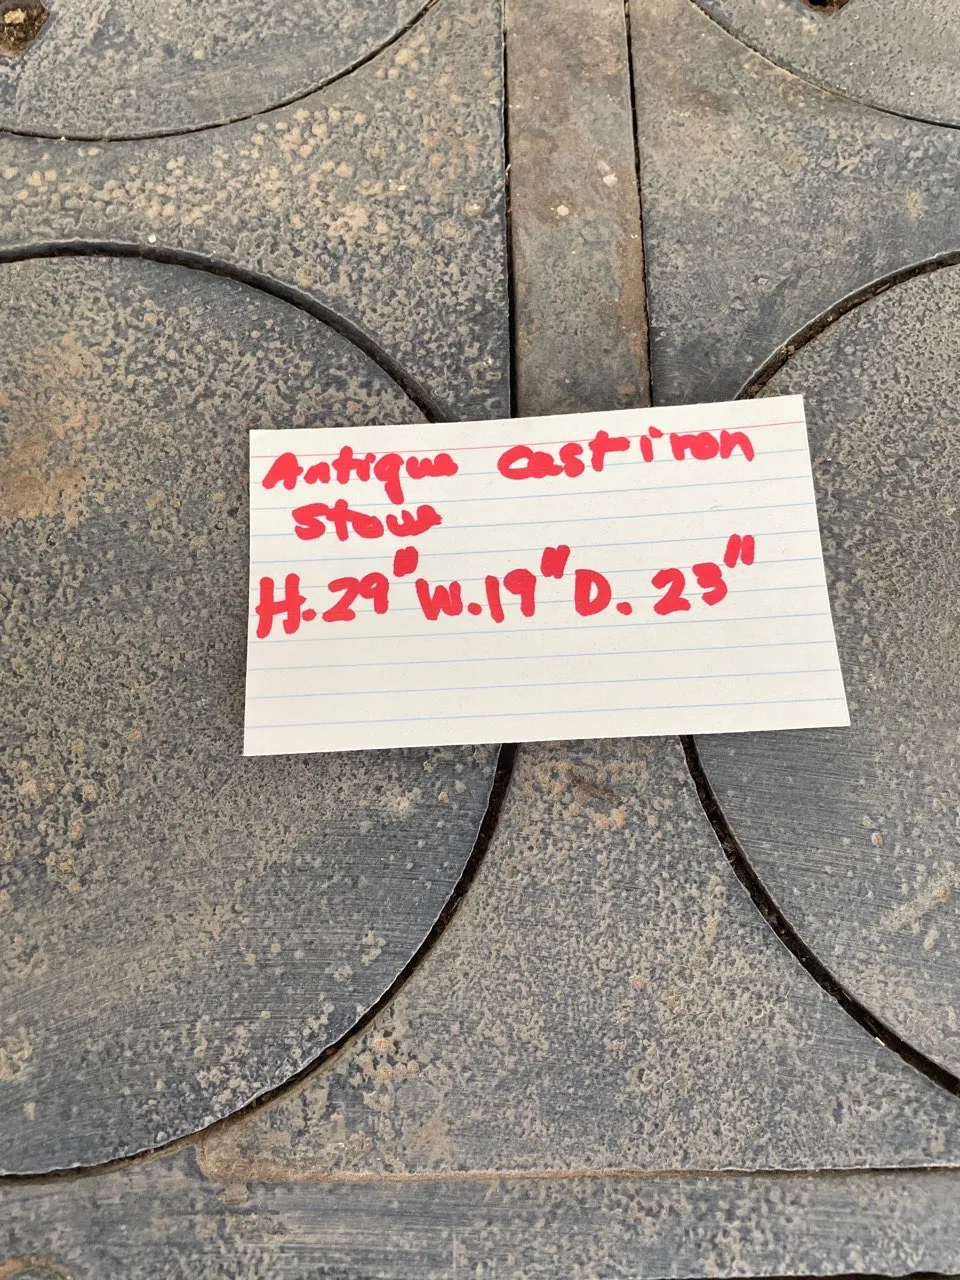 Antique Cast iron
Stove
H. 29" W. 19" D. 23"